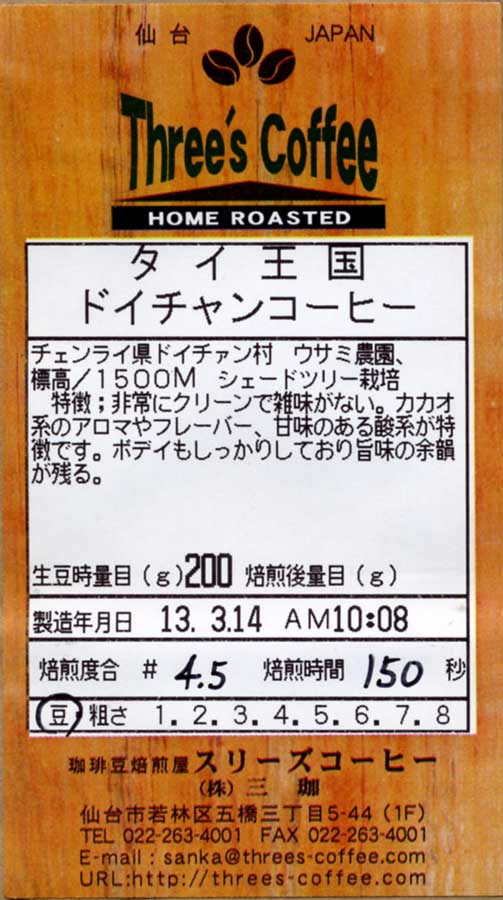 仙台 JAPAN
Three's Coffee
HOME ROASTED
タイ王国
ドイチャンコーヒー
チェンライ県ドイチャン村 ウサミ農園、
標高/1500M シェードツリー栽培
特徴;非常にクリーンで雑味がない。カカオ
系のアロマやフレーバー、甘味のある酸系が特
徴です。ボデイもしっかりしており旨味の余韻
が残る。
生豆時量目(g)200 焙煎後量目(g)
製造年月日 13. 3.14 AM10:08
焙煎度合 # 4.5 焙煎時間 150 秒
豆・粗さ 1. 2. 3. 4. 5. 6. 7. 8
珈琲豆焙煎屋 スリーズコーヒー
(株)三珈
仙台市若林区五橋三丁目5-44(1F)
TEL 022-263-4001 FAX 022-263-4001
E-mail : sanka@threes-coffee.com
URL:http://threes-coffee.com